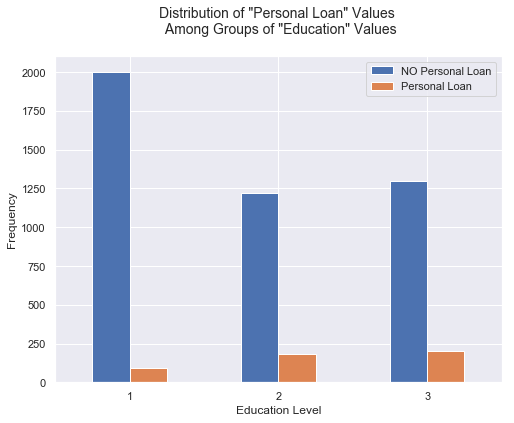 Distribution of "Personal Loan" Values
Among Groups of "Education" Values
NO Personal Loan
Personal Loan
2000
1750
1500
1250
1000
750
500
250
0
Frequency
1
2
3
Education Level